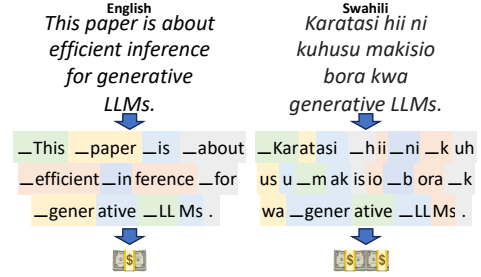 English
This paper is about
efficient inference
for generative
LLMs.
_This _paper _is _about
_efficient _in ference _for
_gener ative _LL Ms .
$
Swahili
Karatasi hii ni
kuhusu makisio
bora kwa
generative LLMs.
_Karatasi _h ii _ni _k uh
us u _m ak is io _b ora _k
wa _gener ative _LL Ms .
$ $